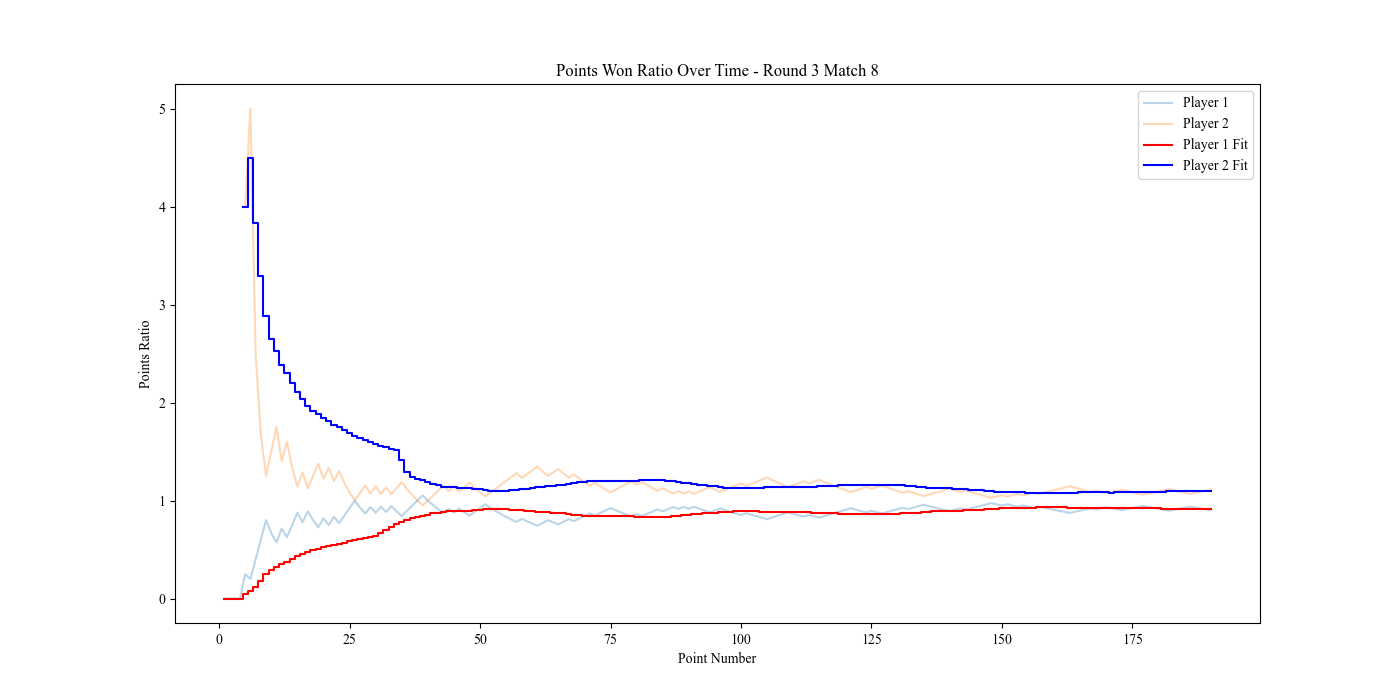 Points Won Ratio Over Time - Round 3 Match 8
Player 1
Player 2
Player 1 Fit
Player 2 Fit
5
4
3
2
1
0
Points Ratio
0 25 50 75 100 125 150 175
Point Number